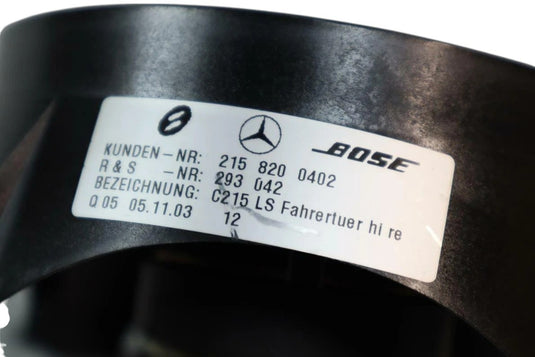 BOSE
KUNDEN-NR: 215 820 0402
R & S -NR: 293 042
BEZEICHNUNG: C215 LS Fahrertuer hi re
Q 05 05.11.03 12